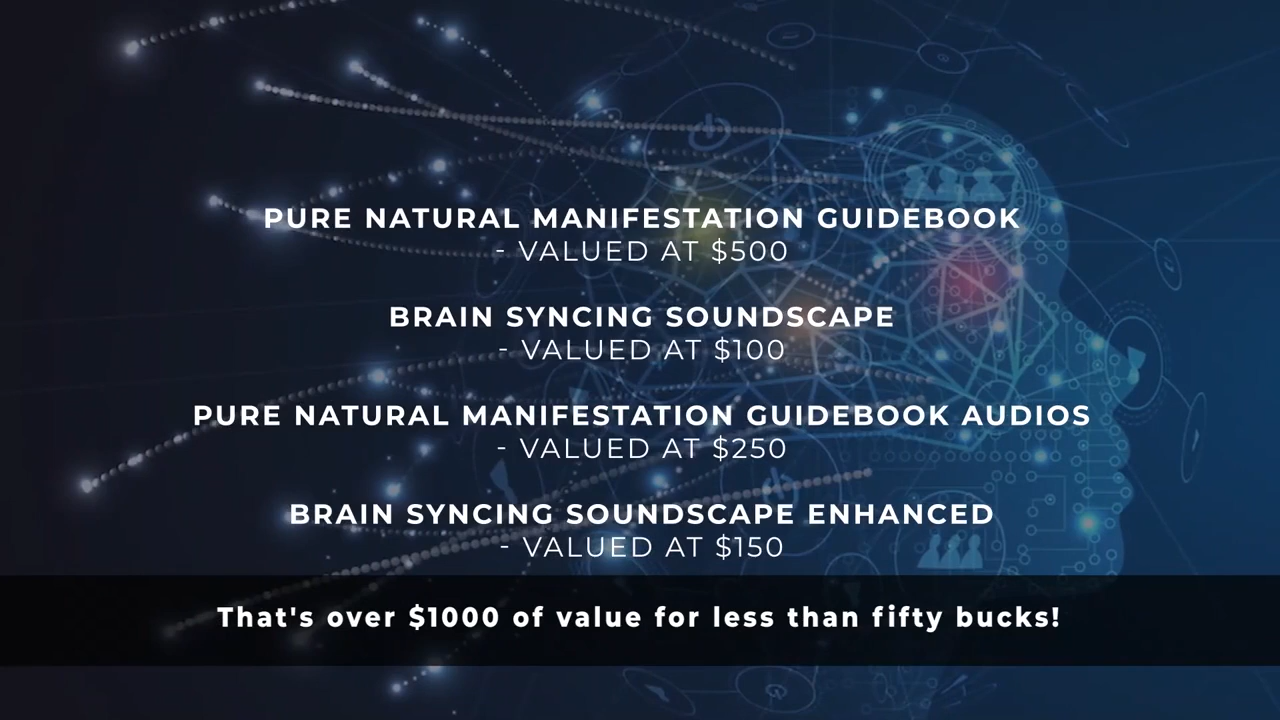 PURE NATURAL MANIFESTATION GUIDEBOOK
- VALUED AT $500
BRAIN SYNCING SOUNDSCAPE
- VALUED AT $100
PURE NATURAL MANIFESTATION GUIDEBOOK AUDIOS
- VALUED AT $250
BRAIN SYNCING SOUNDSCAPE ENHANCED
- VALUED AT $150
That's over $1000 of value for less than fifty bucks!